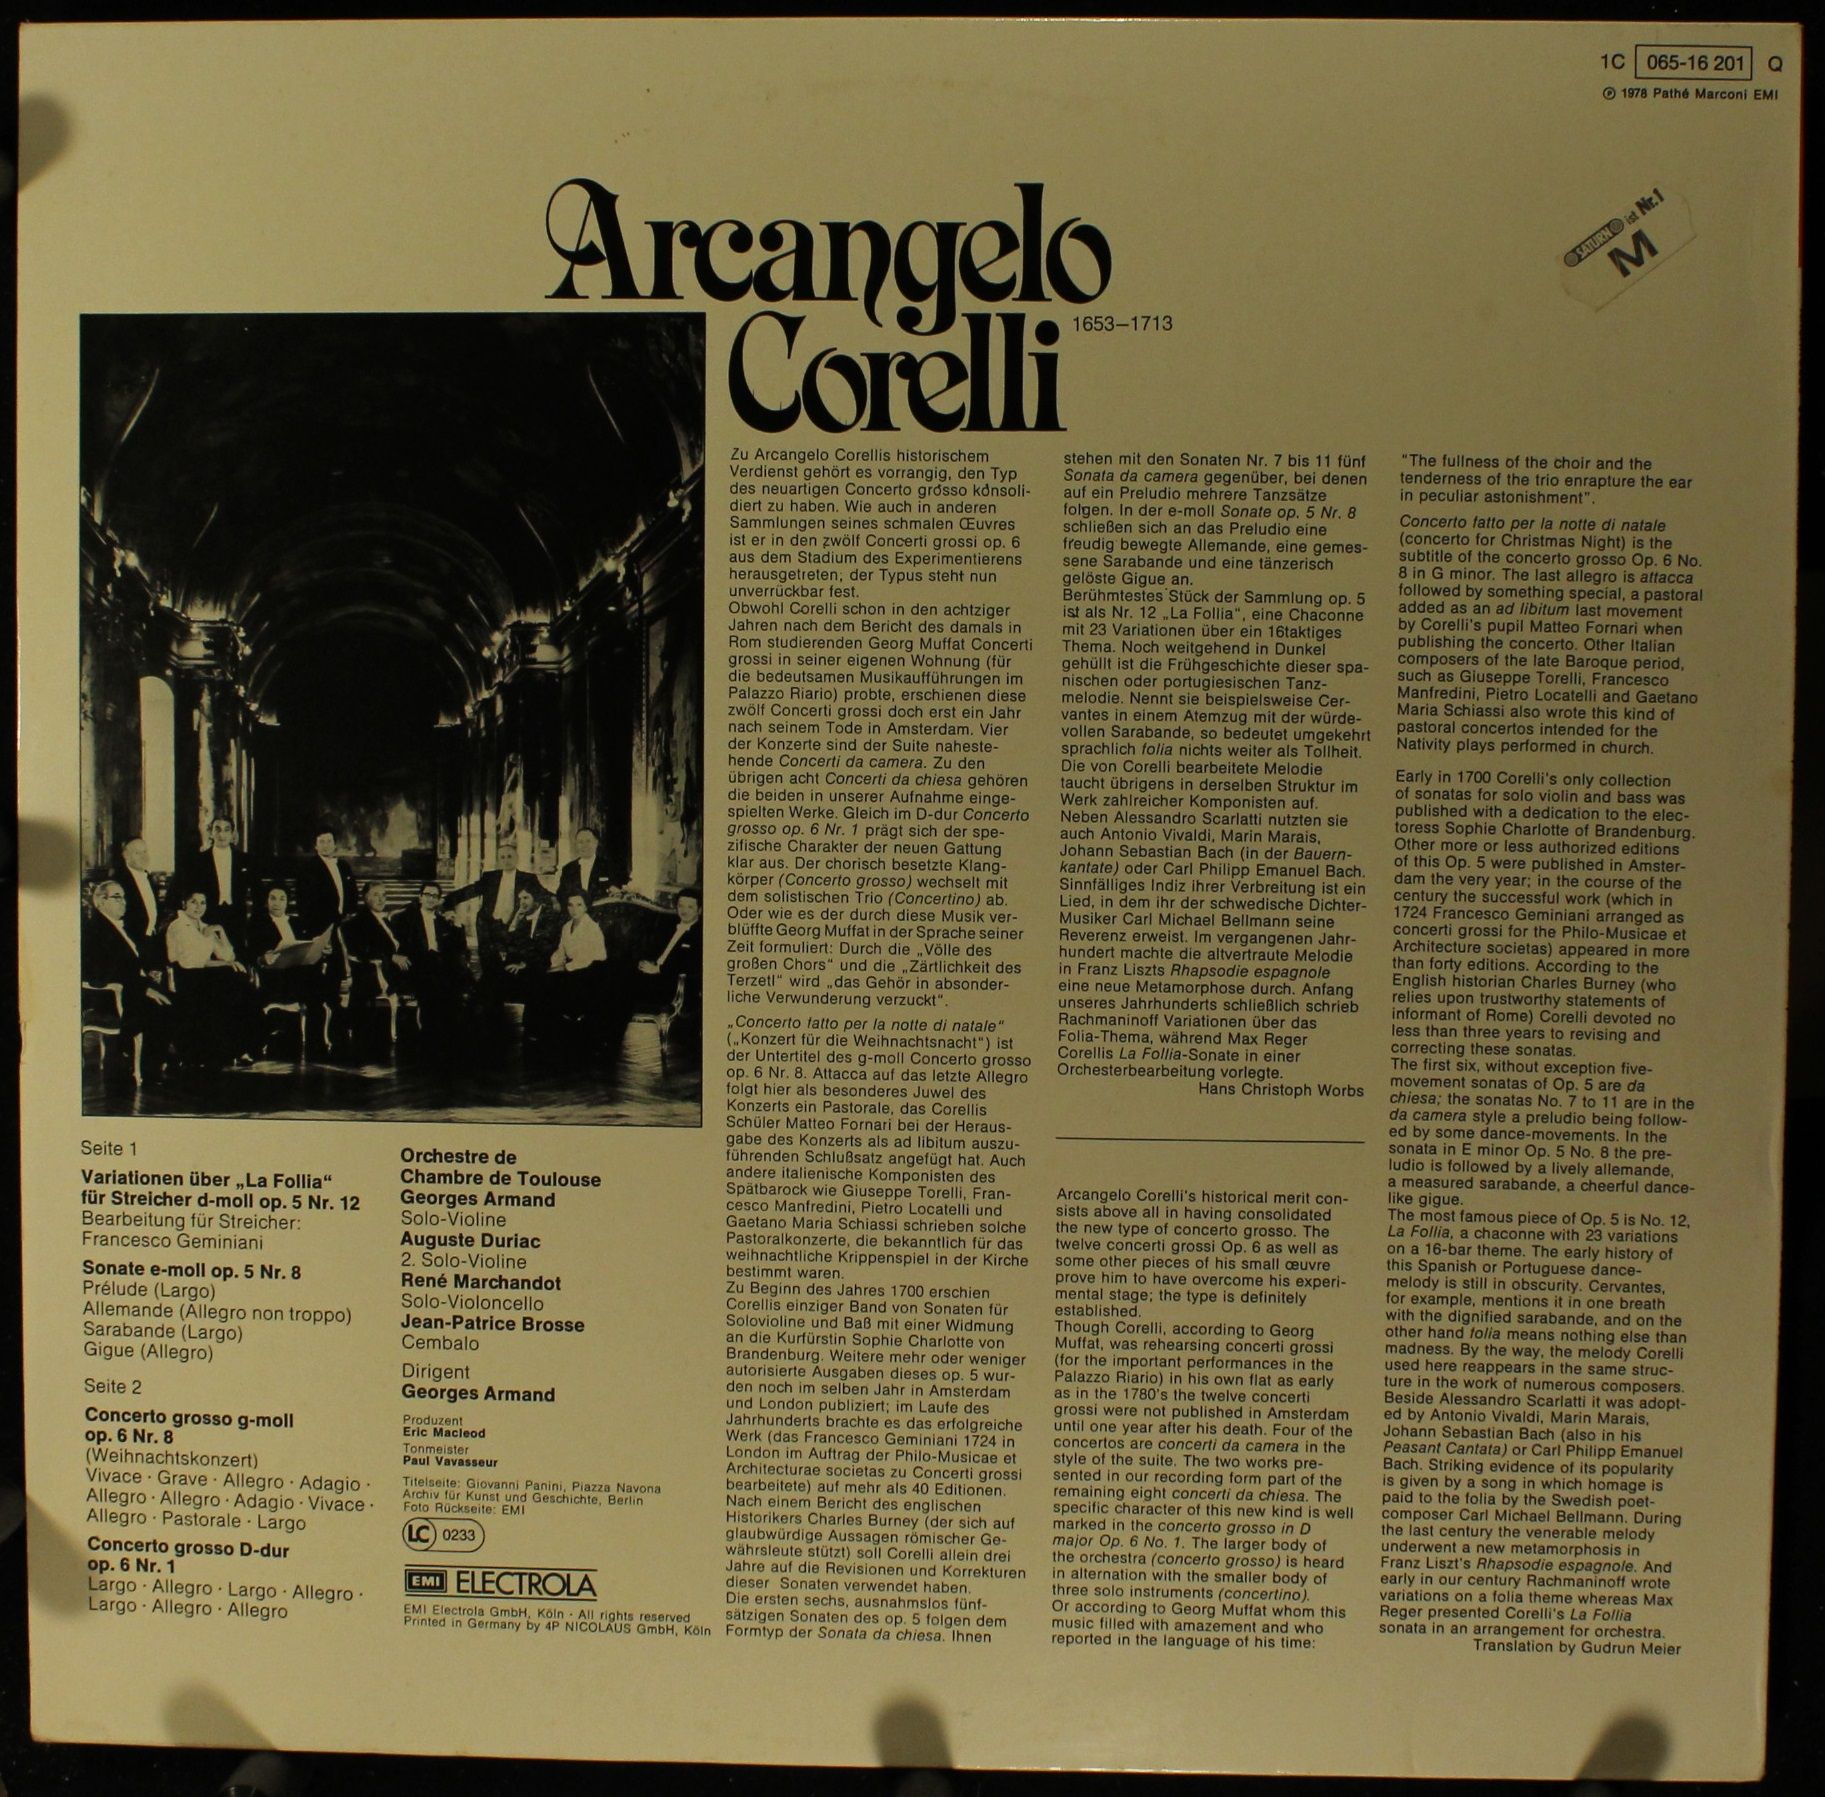 1C 065-16 201 Q
℗ 1978 Pathé Marconi EMI
SATURN ist Nr.1
M
Arcangelo
Corelli
1653–1713
Seite 1
Variationen über „La Follia“
für Streicher d-moll op. 5 Nr. 12
Bearbeitung für Streicher:
Francesco Geminiani
Sonate e-moll op. 5 Nr. 8
Prélude (Largo)
Allemande (Allegro non troppo)
Sarabande (Largo)
Gigue (Allegro)
Seite 2
Concerto grosso g-moll
op. 6 Nr. 8
(Weihnachtskonzert)
Vivace · Grave · Allegro · Adagio ·
Allegro · Allegro · Adagio · Vivace ·
Allegro · Pastorale · Largo
Concerto grosso D-dur
op. 6 Nr. 1
Largo · Allegro · Largo · Allegro ·
Largo · Allegro · Allegro
Orchestre de
Chambre de Toulouse
Georges Armand
Solo-Violine
Auguste Duriac
2. Solo-Violine
René Marchandot
Solo-Violoncello
Jean-Patrice Brosse
Cembalo
Dirigent
Georges Armand
Produzent
Eric Macleod
Tonmeister
Paul Vavasseur
Titelseite: Giovanni Panini, Piazza Navona
Archiv für Kunst und Geschichte, Berlin
Foto Rückseite: EMI
LC 0233
EMI ELECTROLA
EMI Electrola GmbH, Köln · All rights reserved
Printed in Germany by 4P NICOLAUS GmbH, Köln
Zu Arcangelo Corellis historischem
Verdienst gehört es vorrangig, den Typ
des neuartigen Concerto grosso konsoli-
diert zu haben. Wie auch in anderen
Sammlungen seines schmalen Œuvres
ist er in den zwölf Concerti grossi op. 6
aus dem Stadium des Experimentierens
herausgetreten; der Typus steht nun
unverrückbar fest.
Obwohl Corelli schon in den achtziger
Jahren nach dem Bericht des damals in
Rom studierenden Georg Muffat Concerti
grossi in seiner eigenen Wohnung (für
die bedeutsamen Musikaufführungen im
Palazzo Riario) probte, erschienen diese
zwölf Concerti grossi doch erst ein Jahr
nach seinem Tode in Amsterdam. Vier
der Konzerte sind der Suite naheste-
hende Concerti da camera. Zu den
übrigen acht Concerti da chiesa gehören
die beiden in unserer Aufnahme einge-
spielten Werke. Gleich im D-dur Concerto
grosso op. 6 Nr. 1 prägt sich der spe-
zifische Charakter der neuen Gattung
klar aus. Der chorisch besetzte Klang-
körper (Concerto grosso) wechselt mit
dem solistischen Trio (Concertino) ab.
Oder wie es der durch diese Musik ver-
blüffte Georg Muffat in der Sprache seiner
Zeit formuliert: Durch die „Völle des
großen Chors“ und die „Zärtlichkeit des
Terzetl“ wird „das Gehör in absonder-
liche Verwunderung verzuckt“.
„Concerto fatto per la notte di natale“
(„Konzert für die Weihnachtsnacht“) ist
der Untertitel des g-moll Concerto grosso
op. 6 Nr. 8. Attacca auf das letzte Allegro
folgt hier als besonderes Juwel des
Konzerts ein Pastorale, das Corellis
Schüler Matteo Fornari bei der Heraus-
gabe des Konzerts als ad libitum auszu-
führenden Schlußsatz angefügt hat. Auch
andere italienische Komponisten des
Spätbarock wie Giuseppe Torelli, Fran-
cesco Manfredini, Pietro Locatelli und
Gaetano Maria Schiassi schrieben solche
Pastoralkonzerte, die bekanntlich für das
weihnachtliche Krippenspiel in der Kirche
bestimmt waren.
Zu Beginn des Jahres 1700 erschien
Corellis einziger Band von Sonaten für
Solovioline und Baß mit einer Widmung
an die Kurfürstin Sophie Charlotte von
Brandenburg. Weitere mehr oder weniger
autorisierte Ausgaben dieses op. 5 wur-
den noch im selben Jahr in Amsterdam
und London publiziert; im Laufe des
Jahrhunderts brachte es das erfolgreiche
Werk (das Francesco Geminiani 1724 in
London im Auftrag der Philo-Musicae et
Architecturae societas zu Concerti grossi
bearbeitete) auf mehr als 40 Editionen.
Nach einem Bericht des englischen
Historikers Charles Burney (der sich auf
glaubwürdige Aussagen römischer Ge-
währsleute stützt) soll Corelli allein drei
Jahre auf die Revisionen und Korrekturen
dieser Sonaten verwendet haben.
Die ersten sechs, ausnahmslos fünf-
sätzigen Sonaten des op. 5 folgen dem
Formtyp der Sonata da chiesa. Ihnen
stehen mit den Sonaten Nr. 7 bis 11 fünf
Sonata da camera gegenüber, bei denen
auf ein Preludio mehrere Tanzsätze
folgen. In der e-moll Sonate op. 5 Nr. 8
schließen sich an das Preludio eine
freudig bewegte Allemande, eine gemes-
sene Sarabande und eine tänzerisch
gelöste Gigue an.
Berühmtestes Stück der Sammlung op. 5
ist als Nr. 12 „La Follia“, eine Chaconne
mit 23 Variationen über ein 16taktiges
Thema. Noch weitgehend in Dunkel
gehüllt ist die Frühgeschichte dieser spa-
nischen oder portugiesischen Tanz-
melodie. Nennt sie beispielsweise Cer-
vantes in einem Atemzug mit der würde-
vollen Sarabande, so bedeutet umgekehrt
sprachlich folia nichts weiter als Tollheit.
Die von Corelli bearbeitete Melodie
taucht übrigens in derselben Struktur im
Werk zahlreicher Komponisten auf.
Neben Alessandro Scarlatti nutzten sie
auch Antonio Vivaldi, Marin Marais,
Johann Sebastian Bach (in der Bauern-
kantate) oder Carl Philipp Emanuel Bach.
Sinnfälliges Indiz ihrer Verbreitung ist ein
Lied, in dem ihr der schwedische Dichter-
Musiker Carl Michael Bellmann seine
Reverenz erweist. Im vergangenen Jahr-
hundert machte die altvertraute Melodie
in Franz Liszts Rhapsodie espagnole
eine neue Metamorphose durch. Anfang
unseres Jahrhunderts schließlich schrieb
Rachmaninoff Variationen über das
Folia-Thema, während Max Reger
Corellis La Follia-Sonate in einer
Orchesterbearbeitung vorlegte.
Hans Christoph Worbs
Arcangelo Corelli's historical merit con-
sists above all in having consolidated
the new type of concerto grosso. The
twelve concerti grossi Op. 6 as well as
some other pieces of his small œuvre
prove him to have overcome his experi-
mental stage; the type is definitely
established.
Though Corelli, according to Georg
Muffat, was rehearsing concerti grossi
(for the important performances in the
Palazzo Riario) in his own flat as early
as in the 1780's the twelve concerti
grossi were not published in Amsterdam
until one year after his death. Four of the
concertos are concerti da camera in the
style of the suite. The two works pre-
sented in our recording form part of the
remaining eight concerti da chiesa. The
specific character of this new kind is well
marked in the concerto grosso in D
major Op. 6 No. 1. The larger body of
the orchestra (concerto grosso) is heard
in alternation with the smaller body of
three solo instruments (concertino).
Or according to Georg Muffat whom this
music filled with amazement and who
reported in the language of his time:
"The fullness of the choir and the
tenderness of the trio enrapture the ear
in peculiar astonishment".
Concerto fatto per la notte di natale
(concerto for Christmas Night) is the
subtitle of the concerto grosso Op. 6 No.
8 in G minor. The last allegro is attacca
followed by something special, a pastoral
added as an ad libitum last movement
by Corelli's pupil Matteo Fornari when
publishing the concerto. Other Italian
composers of the late Baroque period,
such as Giuseppe Torelli, Francesco
Manfredini, Pietro Locatelli and Gaetano
Maria Schiassi also wrote this kind of
pastoral concertos intended for the
Nativity plays performed in church.
Early in 1700 Corelli's only collection
of sonatas for solo violin and bass was
published with a dedication to the elec-
toress Sophie Charlotte of Brandenburg.
Other more or less authorized editions
of this Op. 5 were published in Amster-
dam the very year; in the course of the
century the successful work (which in
1724 Francesco Geminiani arranged as
concerti grossi for the Philo-Musicae et
Architecture societas) appeared in more
than forty editions. According to the
English historian Charles Burney (who
relies upon trustworthy statements of
informant of Rome) Corelli devoted no
less than three years to revising and
correcting these sonatas.
The first six, without exception five-
movement sonatas of Op. 5 are da
chiesa; the sonatas No. 7 to 11 are in the
da camera style a preludio being follow-
ed by some dance-movements. In the
sonata in E minor Op. 5 No. 8 the pre-
ludio is followed by a lively allemande,
a measured sarabande, a cheerful dance-
like gigue.
The most famous piece of Op. 5 is No. 12,
La Follia, a chaconne with 23 variations
on a 16-bar theme. The early history of
this Spanish or Portuguese dance-
melody is still in obscurity. Cervantes,
for example, mentions it in one breath
with the dignified sarabande, and on the
other hand folia means nothing else than
madness. By the way, the melody Corelli
used here reappears in the same struc-
ture in the work of numerous composers.
Beside Alessandro Scarlatti it was adopt-
ed by Antonio Vivaldi, Marin Marais,
Johann Sebastian Bach (also in his
Peasant Cantata) or Carl Philipp Emanuel
Bach. Striking evidence of its popularity
is given by a song in which homage is
paid to the folia by the Swedish poet-
composer Carl Michael Bellmann. During
the last century the venerable melody
underwent a new metamorphosis in
Franz Liszt's Rhapsodie espagnole. And
early in our century Rachmaninoff wrote
variations on a folia theme whereas Max
Reger presented Corelli's La Follia
sonata in an arrangement for orchestra.
Translation by Gudrun Meier